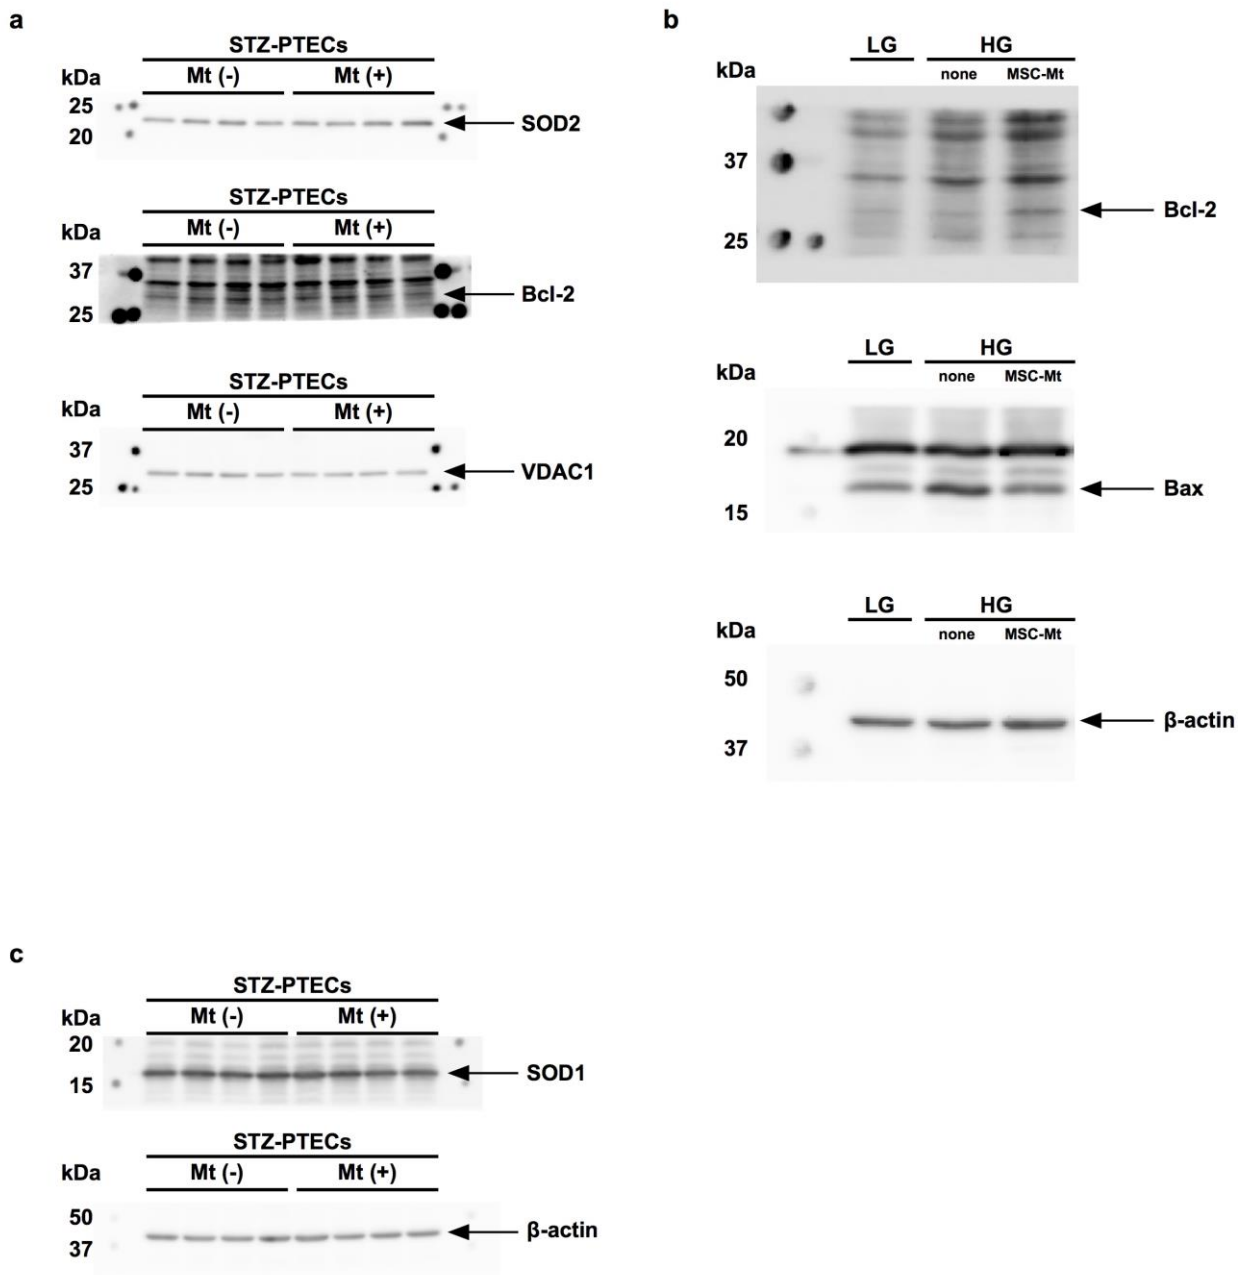 a
STZ-PTECs
kDa Mt (-) Mt (+)
25
20
SOD2
STZ-PTECs
kDa Mt (-) Mt (+)
37
25
Bcl-2
STZ-PTECs
kDa Mt (-) Mt (+)
37
25
VDAC1
b
LG HG
kDa none MSC-Mt
37
25
Bcl-2
LG HG
kDa none MSC-Mt
20
15
Bax
LG HG
kDa none MSC-Mt
50
37
β-actin
c
STZ-PTECs
kDa Mt (-) Mt (+)
20
15
SOD1
STZ-PTECs
kDa Mt (-) Mt (+)
50
37
β-actin